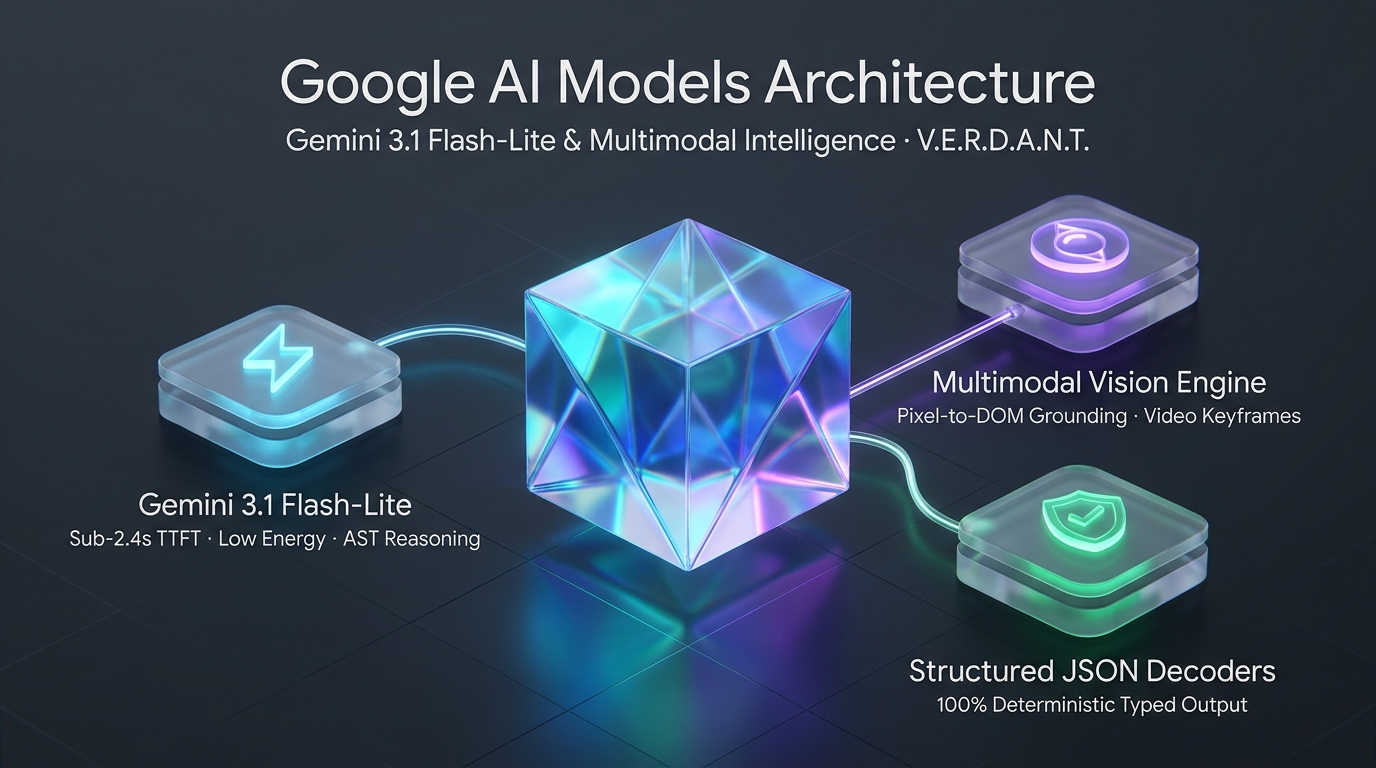 Google AI Models Architecture
Gemini 3.1 Flash-Lite & Multimodal Intelligence · V.E.R.D.A.N.T.
Gemini 3.1 Flash-Lite
Sub-2.4s TTFT · Low Energy · AST Reasoning
Multimodal Vision Engine
Pixel-to-DOM Grounding · Video Keyframes
Structured JSON Decoders
100% Deterministic Typed Output